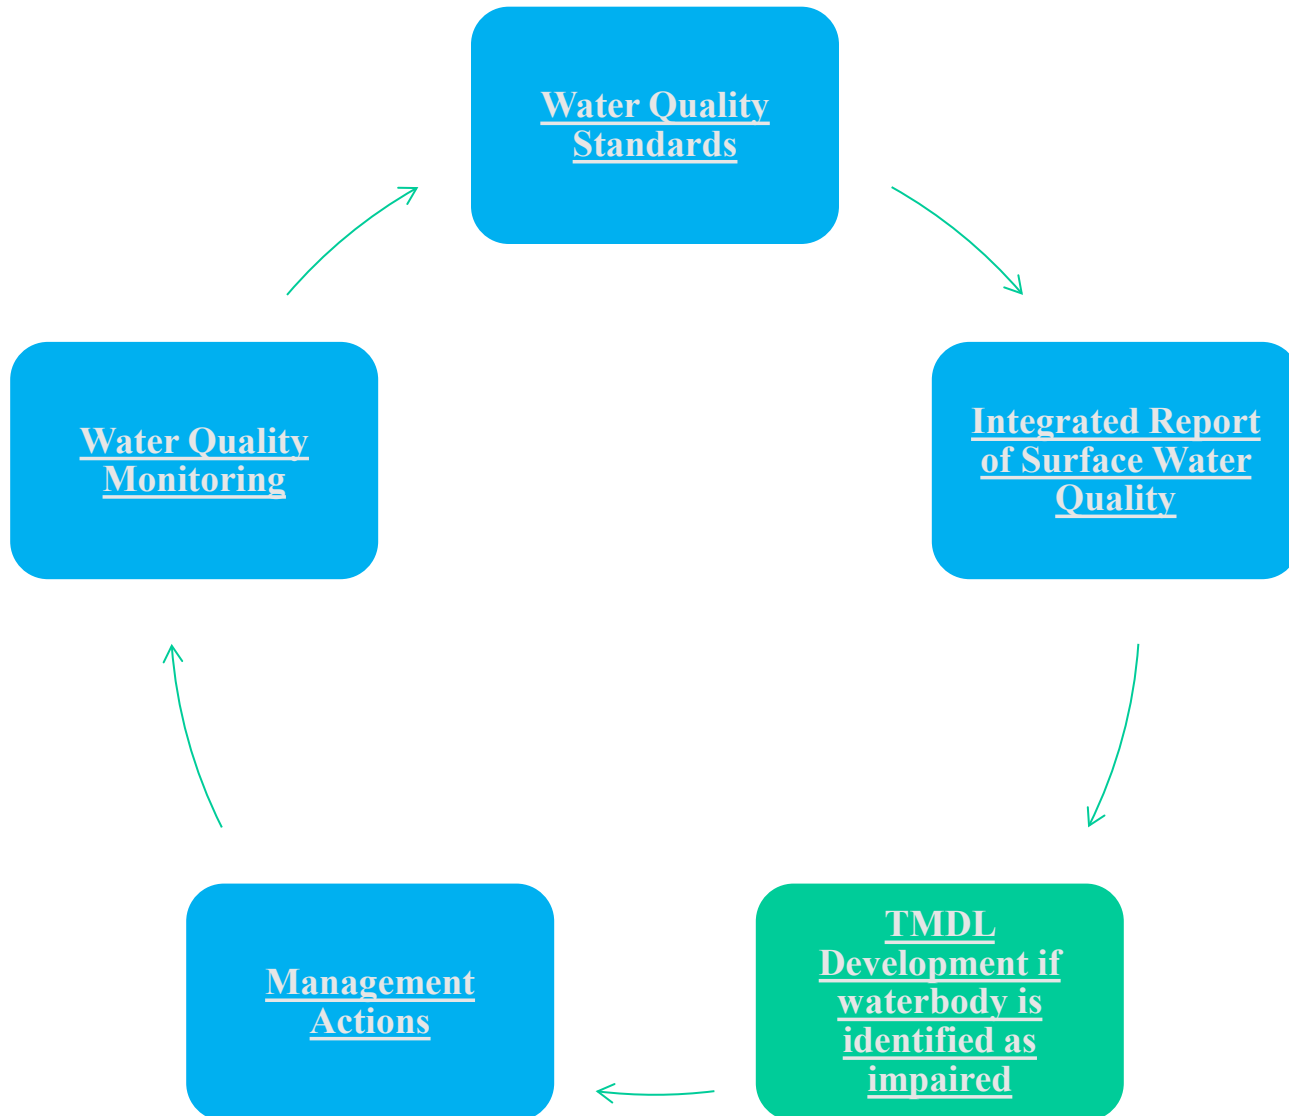 Water Quality
Standards
Integrated Report
of Surface Water
Quality
TMDL
Development if
waterbody is
identified as
impaired
Management
Actions
Water Quality
Monitoring